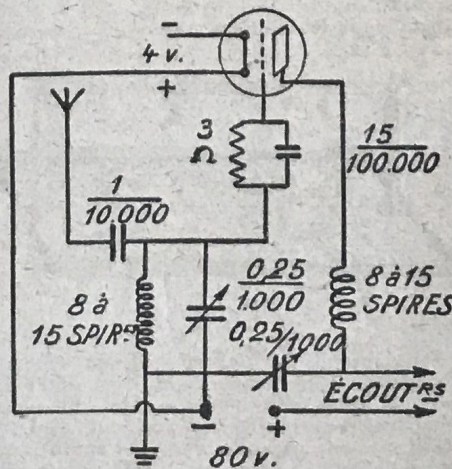 −
4 v.
+
Ω 3
15
100.000
1
10.000
0,25
1.000
8 à
15 SPIRES
8 à 15
SPIRES
0,25/1000
ÉCOUTRS
−
+
80 v.